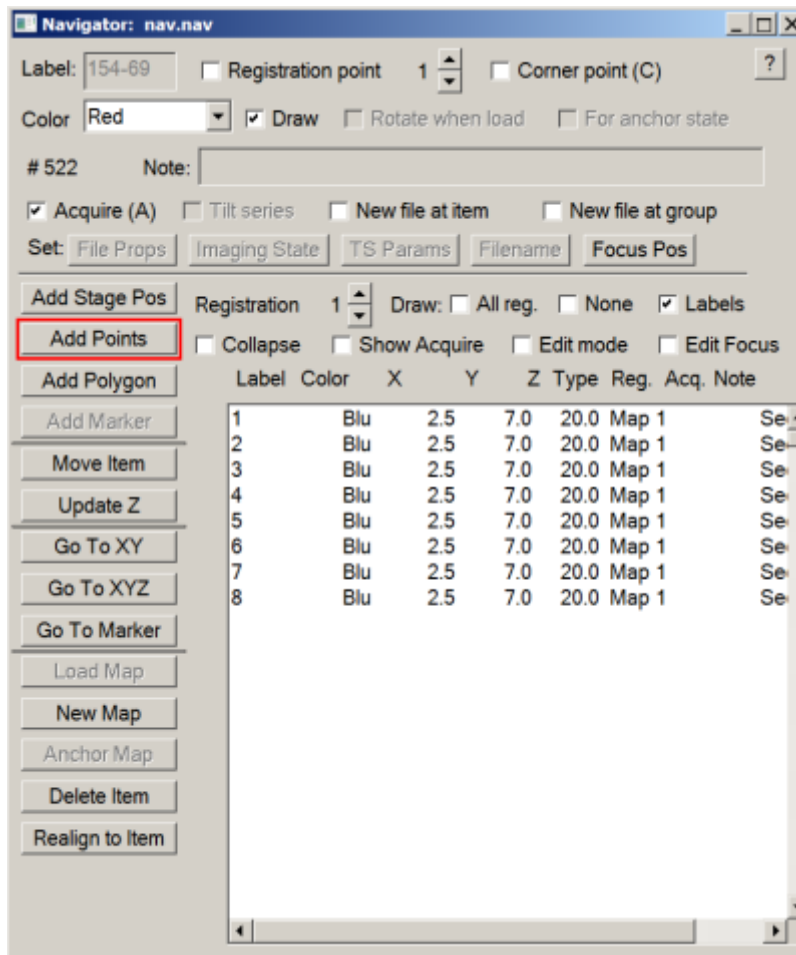 Navigator: nav.nav
Label: 154-69 Registration point 1 Corner point (C) ?
Color Red Draw Rotate when load For anchor state
# 522 Note:
Acquire (A) Tilt series New file at item New file at group
Set: File Props Imaging State TS Params Filename Focus Pos
Add Stage Pos Registration 1 Draw: All reg. None Labels
Add Points Collapse Show Acquire Edit mode Edit Focus
Add Polygon Label Color X Y Z Type Reg. Acq. Note
Add Marker 1 Blu 2.5 7.0 20.0 Map 1 Se
2 Blu 2.5 7.0 20.0 Map 1 Se
Move Item 3 Blu 2.5 7.0 20.0 Map 1 Se
Update Z 4 Blu 2.5 7.0 20.0 Map 1 Se
5 Blu 2.5 7.0 20.0 Map 1 Se
Go To XY 6 Blu 2.5 7.0 20.0 Map 1 Se
Go To XYZ 7 Blu 2.5 7.0 20.0 Map 1 Se
8 Blu 2.5 7.0 20.0 Map 1 Se
Go To Marker
Load Map
New Map
Anchor Map
Delete Item
Realign to Item